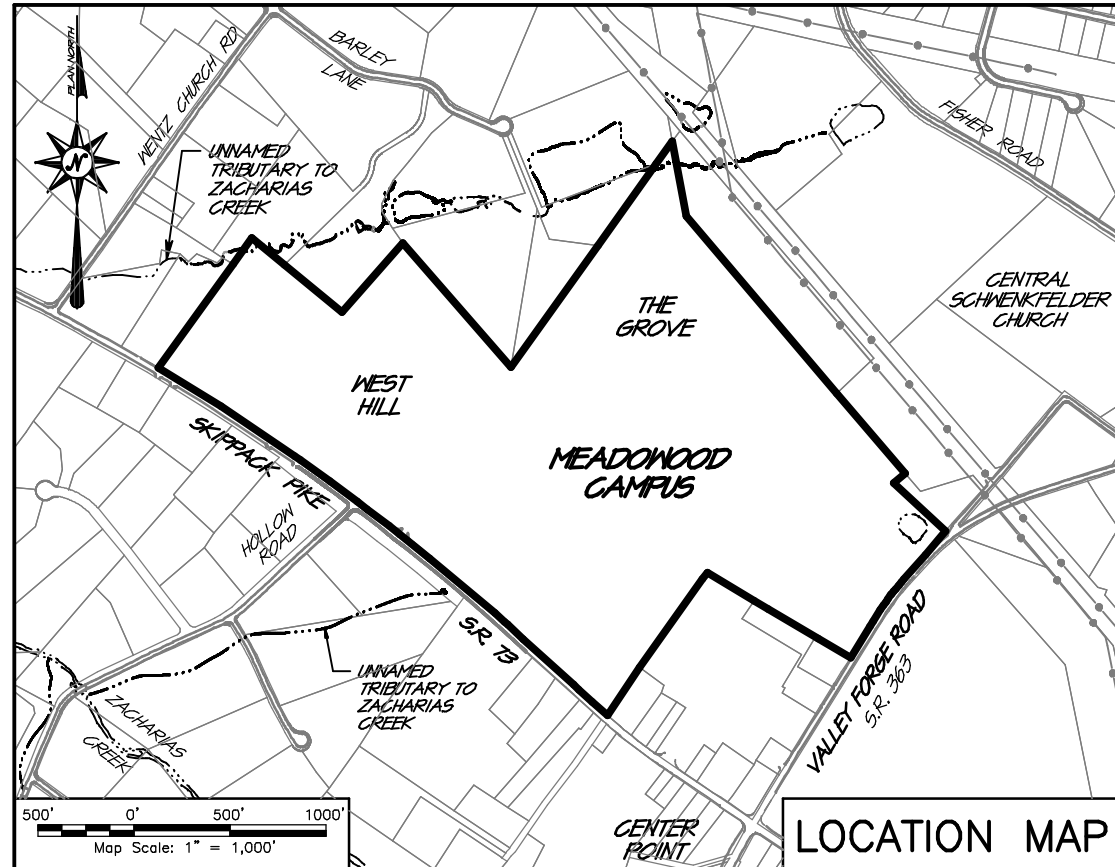 PLAN NORTH
N
WENTZ CHURCH RD
BARLEY
LANE
UNNAMED
TRIBUTARY TO
ZACHARIAS
CREEK
FISHER ROAD
CENTRAL
SCHWENKFELDER
CHURCH
THE
GROVE
WEST
HILL
MEADOWOOD
CAMPUS
SKIPPACK PIKE
HOLLOW
ROAD
S.R. 73
UNNAMED
TRIBUTARY TO
ZACHARIAS
CREEK
ZACHARIAS
CREEK
VALLEY FORGE ROAD
S.R. 363
CENTER
POINT
500' 0' 500' 1000'
Map Scale: 1" = 1,000'
LOCATION MAP